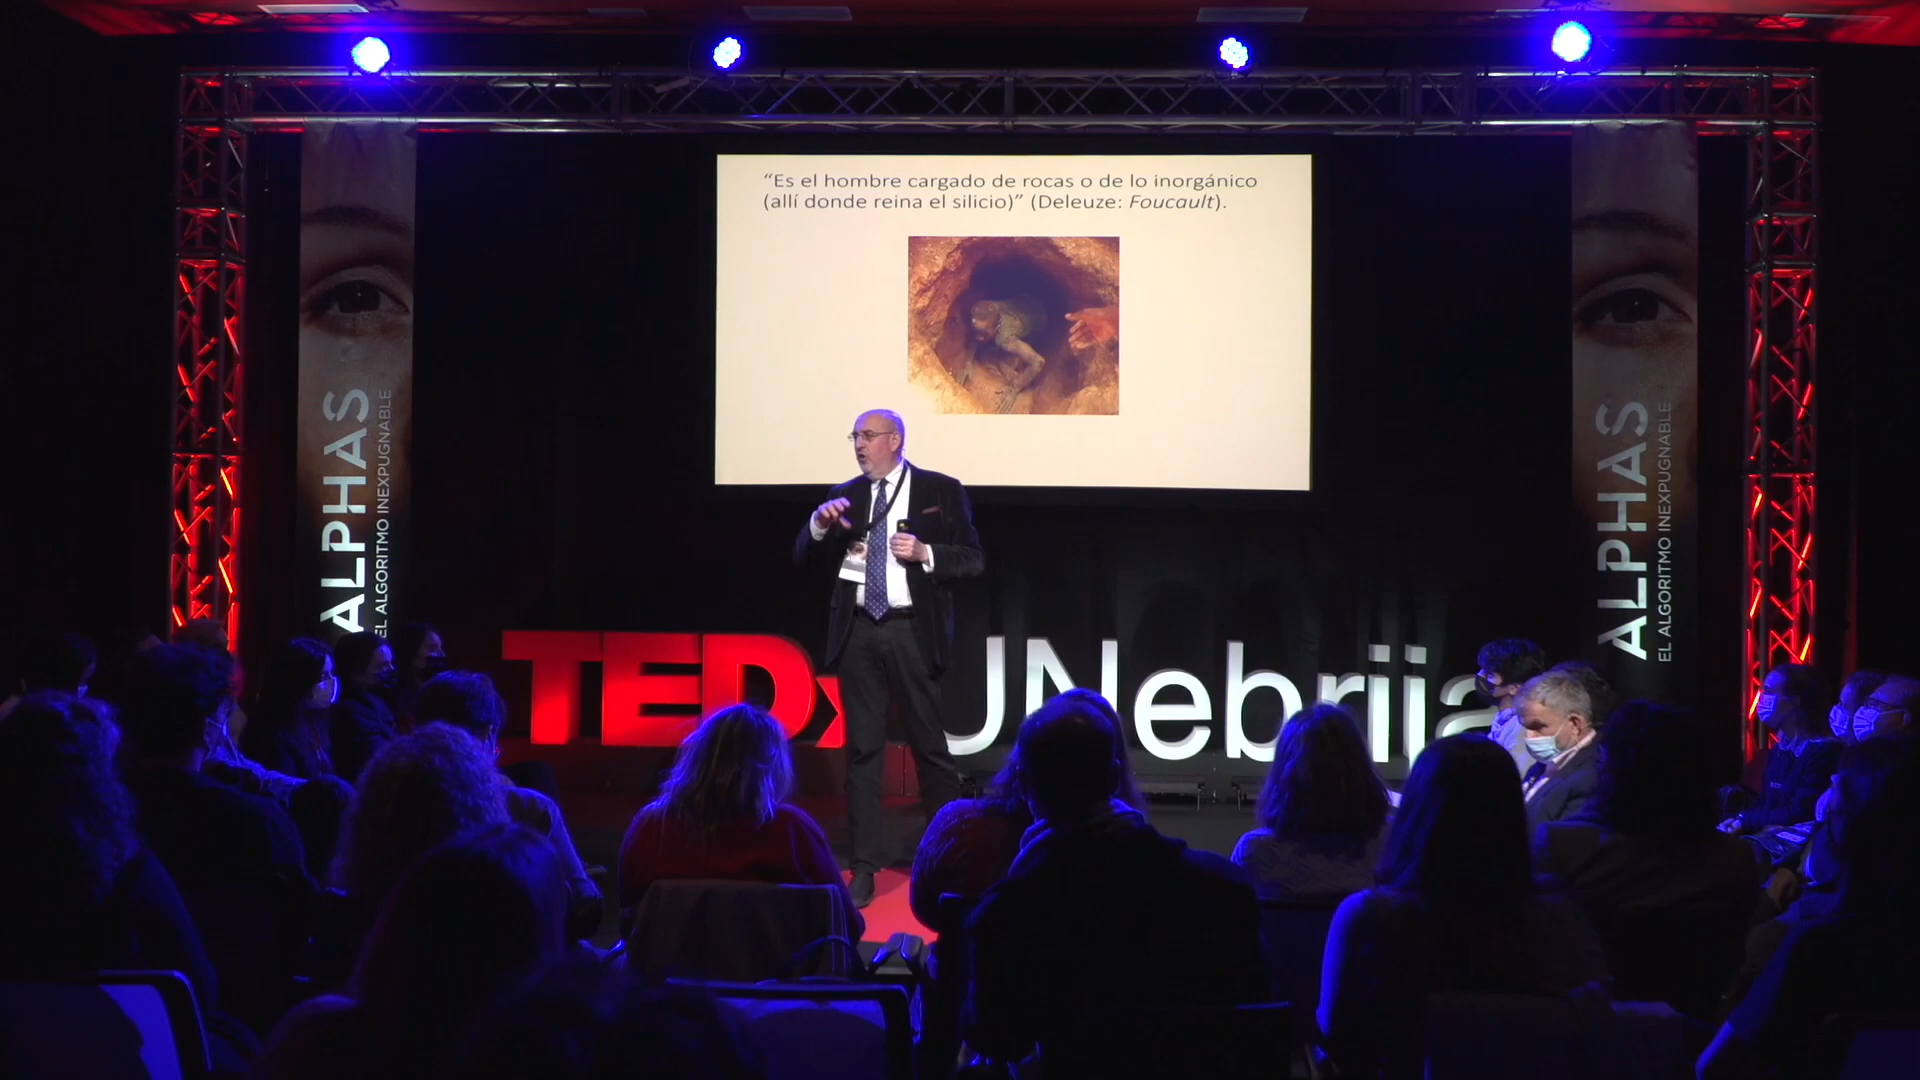 “Es el hombre cargado de rocas o de lo inorgánico
(allí donde reina el silicio)” (Deleuze: Foucault).
ALPHAS
EL ALGORITMO INEXPUGNABLE
ALPHAS
EL ALGORITMO INEXPUGNABLE
TEDx UNebrija